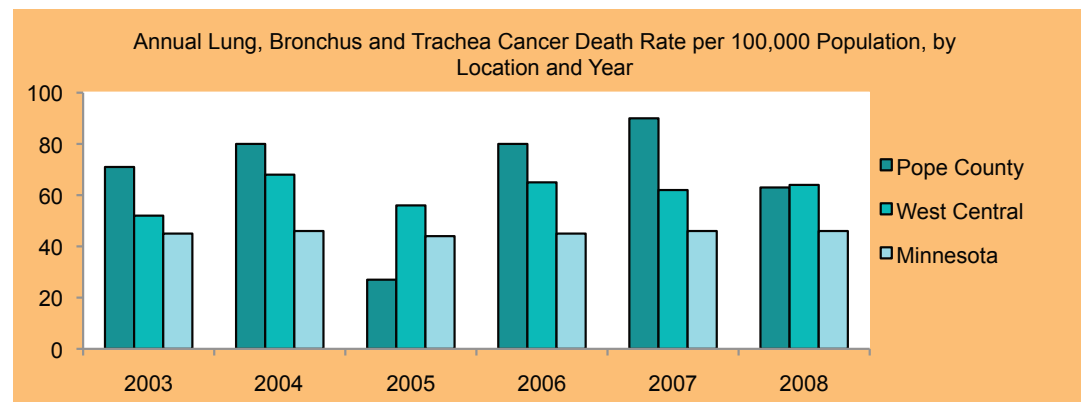 Annual Lung, Bronchus and Trachea Cancer Death Rate per 100,000 Population, by
Location and Year
100
80
60
40
20
0
2003 2004 2005 2006 2007 2008
Pope County
West Central
Minnesota